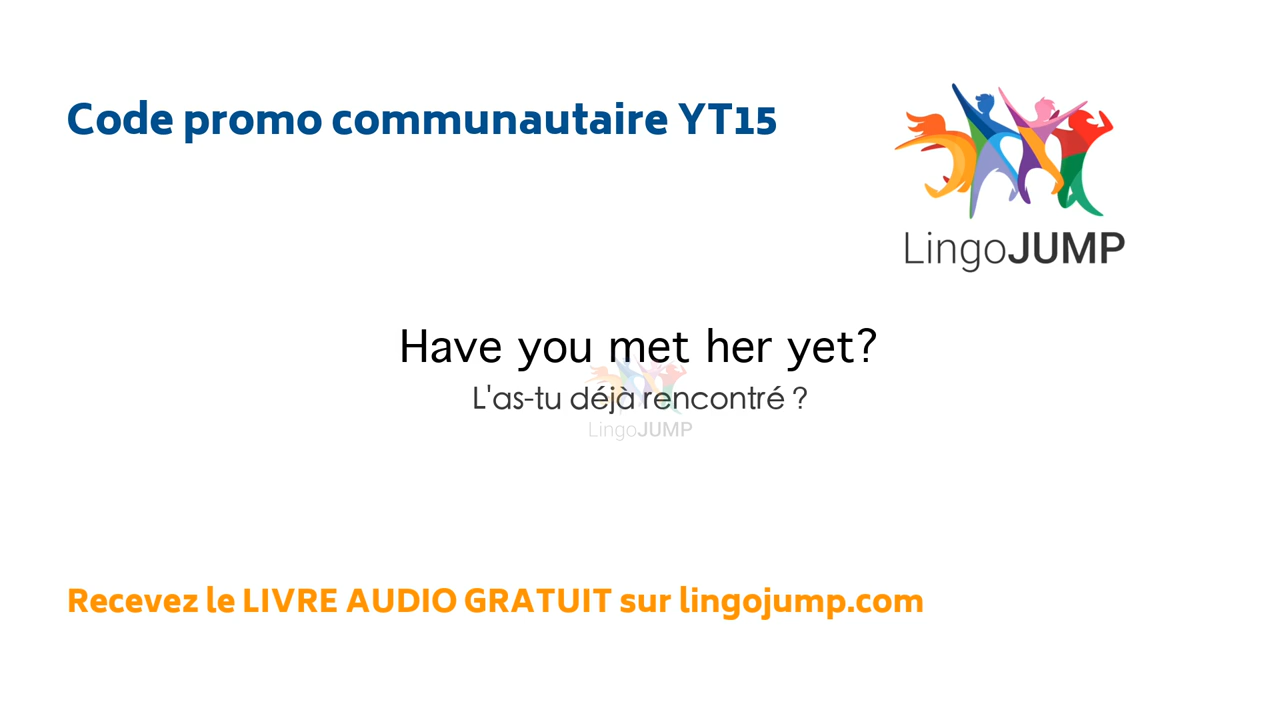 Code promo communautaire YT15
LingoJUMP
Have you met her yet?
L'as-tu déjà rencontré ?
LingoJUMP
Recevez le LIVRE AUDIO GRATUIT sur lingojump.com